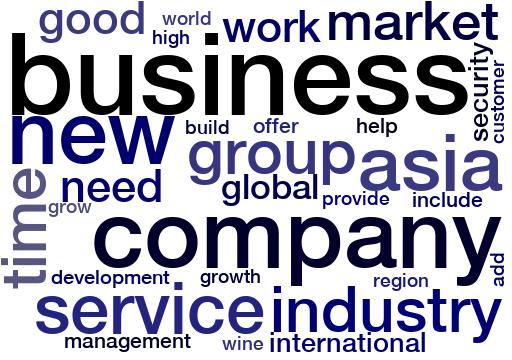 good
world
high
work
market
business
security
customer
new
build
offer
help
group
asia
time
need
global
provide
include
grow
company
development
growth
region
add
service
industry
management
wine
international